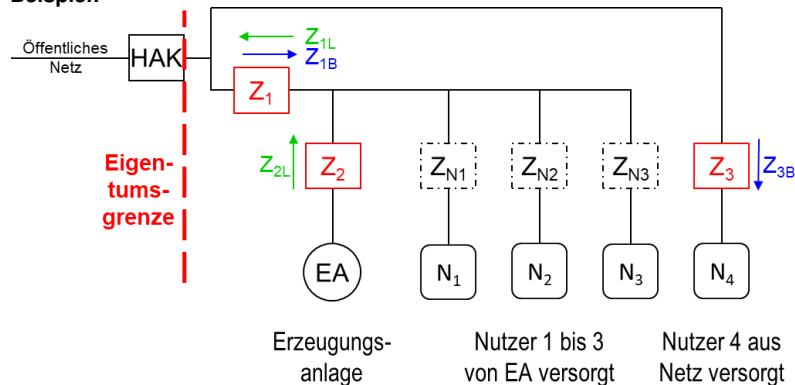 Beispiel:
Öffentliches
Netz
HAK
Z1L
Z1B
Z1
Eigen-
tums-
grenze
Z2L
Z2
ZN1
ZN2
ZN3
Z3
Z3B
EA
N1
N2
N3
N4
Erzeugungs-
anlage
Nutzer 1 bis 3
von EA versorgt
Nutzer 4 aus
Netz versorgt